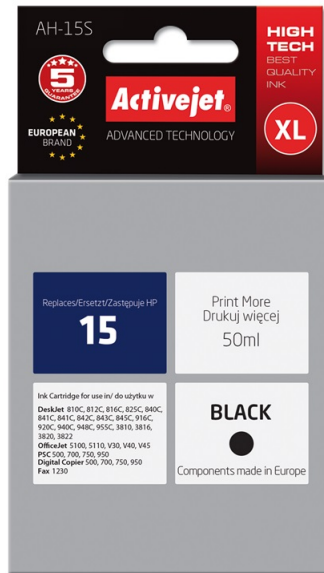 AH-15S
HIGH
TECH
BEST
QUALITY
INK
5
YEARS
GUARANTEE
Activejet®
ADVANCED TECHNOLOGY
EUROPEAN
BRAND
XL
Replaces/Ersetzt/Zastępuje HP
15
Print More
Drukuj więcej
50ml
Ink Cartridge for use in/ do użytku w
DeskJet 810C, 812C, 816C, 825C, 840C,
841C, 841C, 842C, 843C, 845C, 916C,
920C, 940C, 948C, 955C, 3810, 3816,
3820, 3822
OfficeJet 5100, 5110, V30, V40, V45
PSC 500, 700, 750, 950
Digital Copier 500, 700, 750, 950
Fax 1230
BLACK
Components made in Europe